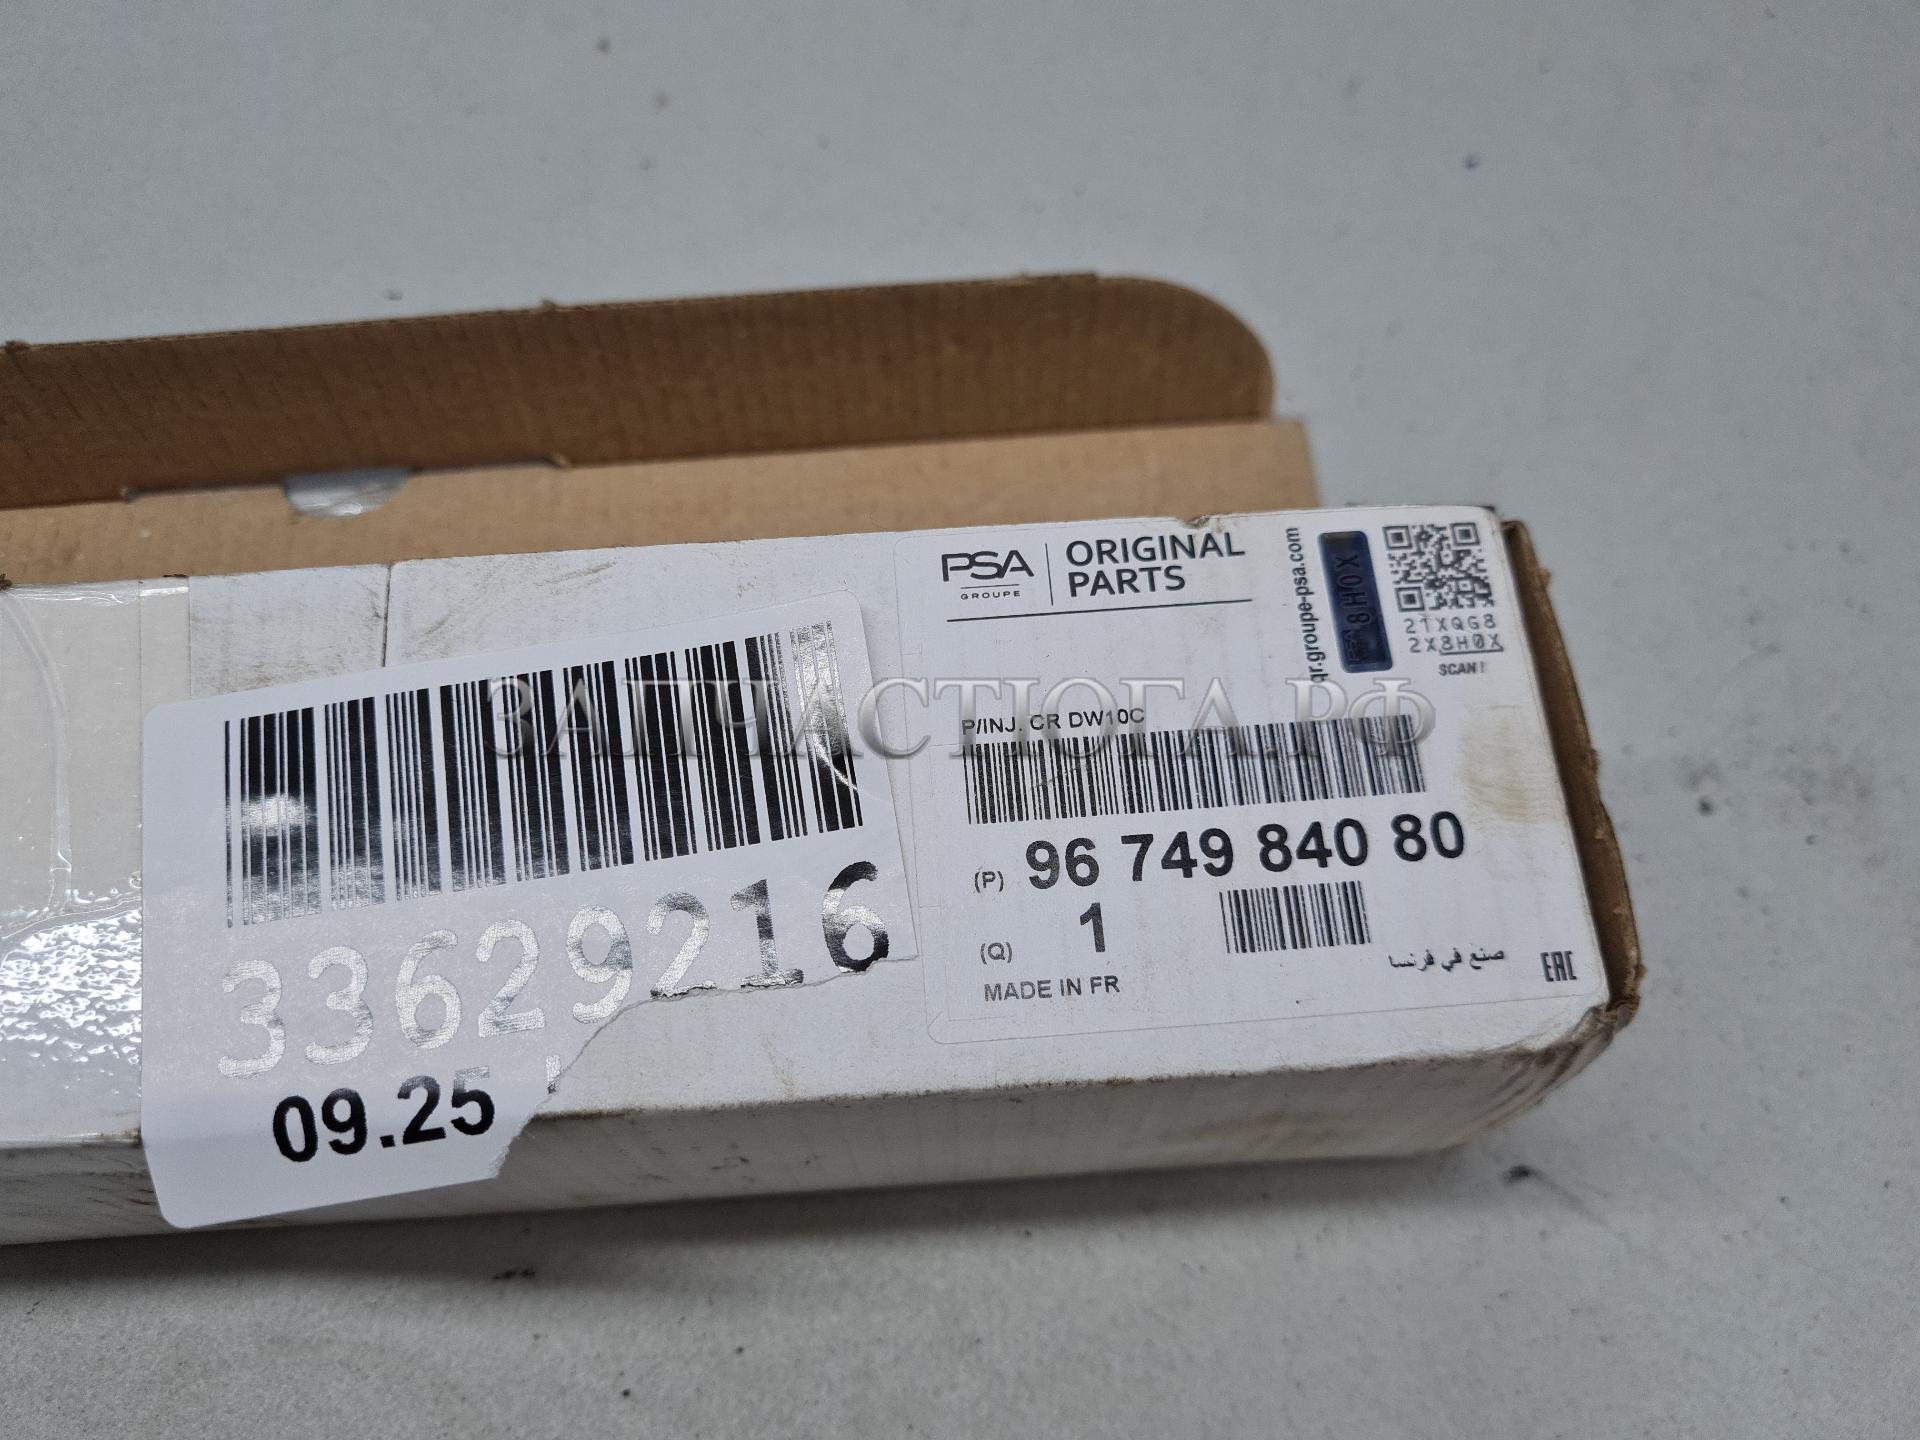 PSA
GROUPE
ORIGINAL
PARTS
qr.groupe-psa.com
8H0X
21XQG8
2X8H0X
SCAN!
ЗАПЧАСТЮГА.РФ
P/INJ. CR DW10C
(P) 96 749 840 80
(Q) 1
MADE IN FR
صنع في فرنسا
EAC
33629216
09.25